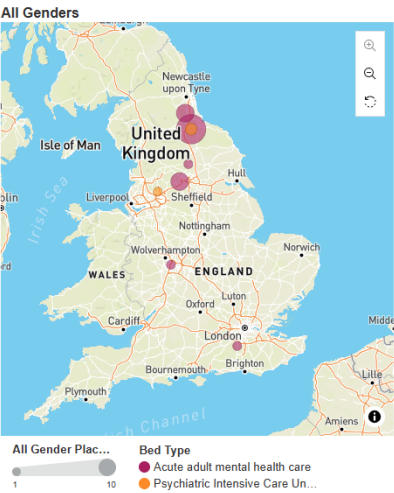 All Genders
Edinburgh
Newcastle
upon Tyne
United
Kingdom
Isle of Man
Hull
Irish Sea
Liverpool
Sheffield
Nottingham
Wolverhampton
Norwich
WALES
ENGLAND
Luton
Oxford
Cardiff
London
Brighton
Bournemouth
Lille
Plymouth
Amiens
Channel
All Gender Plac...
Bed Type
1
10
Acute adult mental health care
Psychiatric Intensive Care Un...